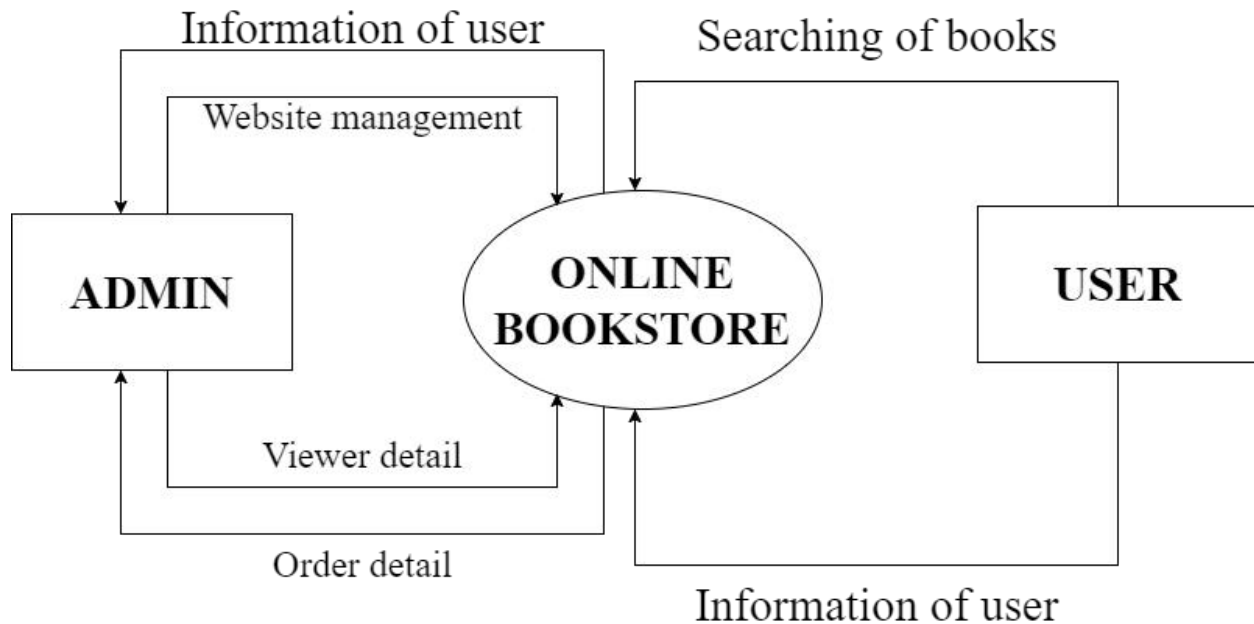 Information of user
Searching of books
Website management
ADMIN
ONLINE
BOOKSTORE
USER
Viewer detail
Order detail
Information of user